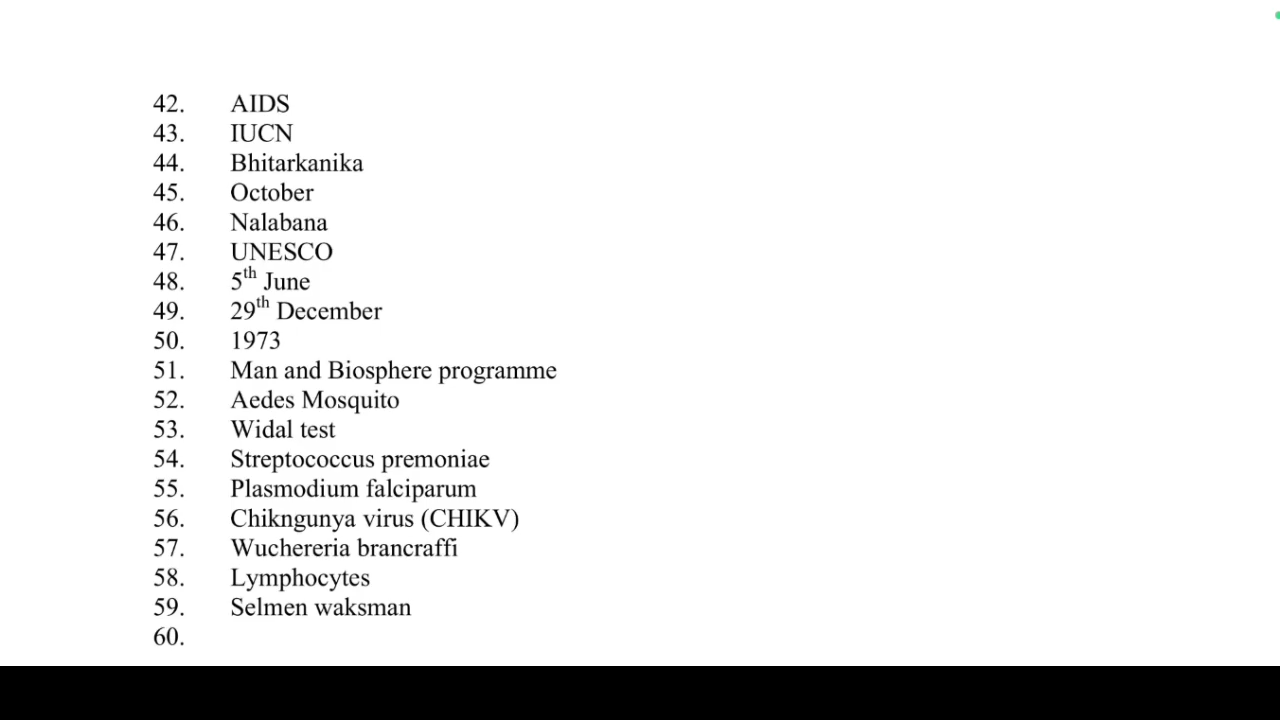 42. AIDS
43. IUCN
44. Bhitarkanika
45. October
46. Nalabana
47. UNESCO
48. 5th June
49. 29th December
50. 1973
51. Man and Biosphere programme
52. Aedes Mosquito
53. Widal test
54. Streptococcus premoniae
55. Plasmodium falciparum
56. Chikngunya virus (CHIKV)
57. Wuchereria brancraffi
58. Lymphocytes
59. Selmen waksman
60.